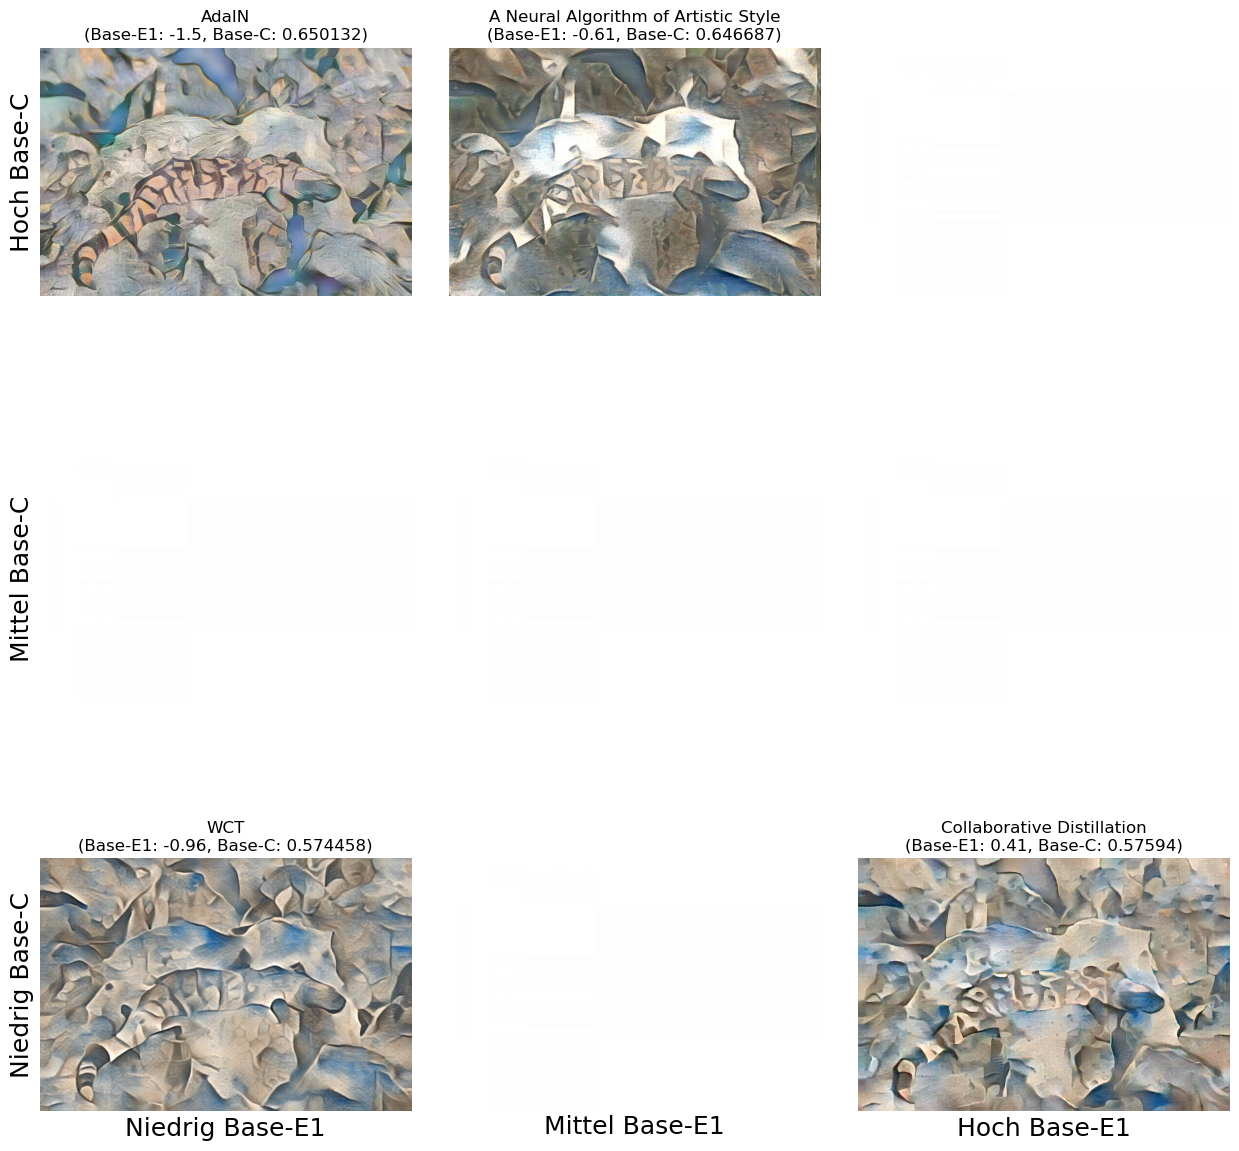 AdaIN
(Base-E1: -1.5, Base-C: 0.650132)
A Neural Algorithm of Artistic Style
(Base-E1: -0.61, Base-C: 0.646687)
Hoch Base-C
Mittel Base-C
WCT
(Base-E1: -0.96, Base-C: 0.574458)
Collaborative Distillation
(Base-E1: 0.41, Base-C: 0.57594)
Niedrig Base-C
Niedrig Base-E1
Mittel Base-E1
Hoch Base-E1